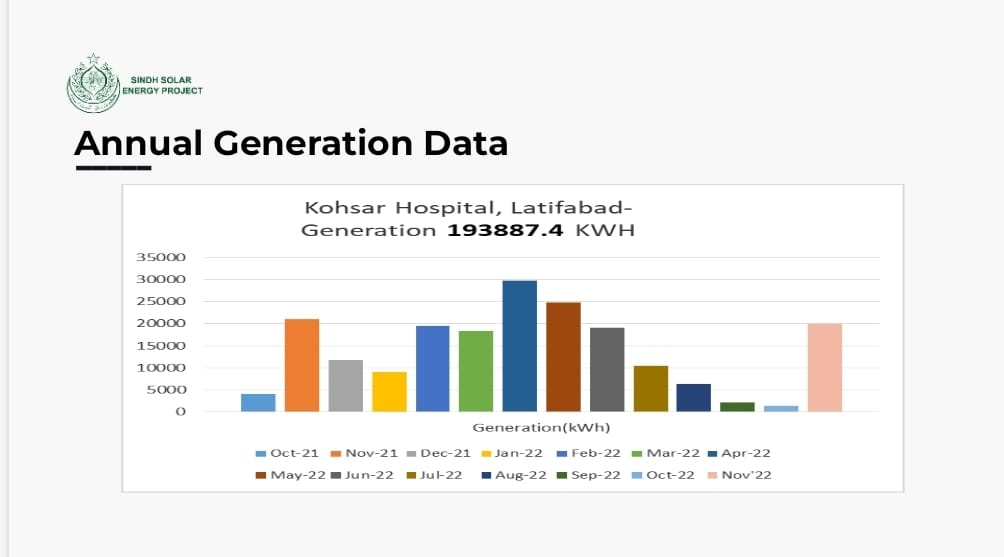 SINDH SOLAR
ENERGY PROJECT
Annual Generation Data
Kohsar Hospital, Latifabad-
Generation 193887.4 KWH
35000
30000
25000
20000
15000
10000
5000
0
Generation(kWh)
Oct-21 Nov-21 Dec-21 Jan-22 Feb-22 Mar-22 Apr-22
May-22 Jun-22 Jul-22 Aug-22 Sep-22 Oct-22 Nov'22